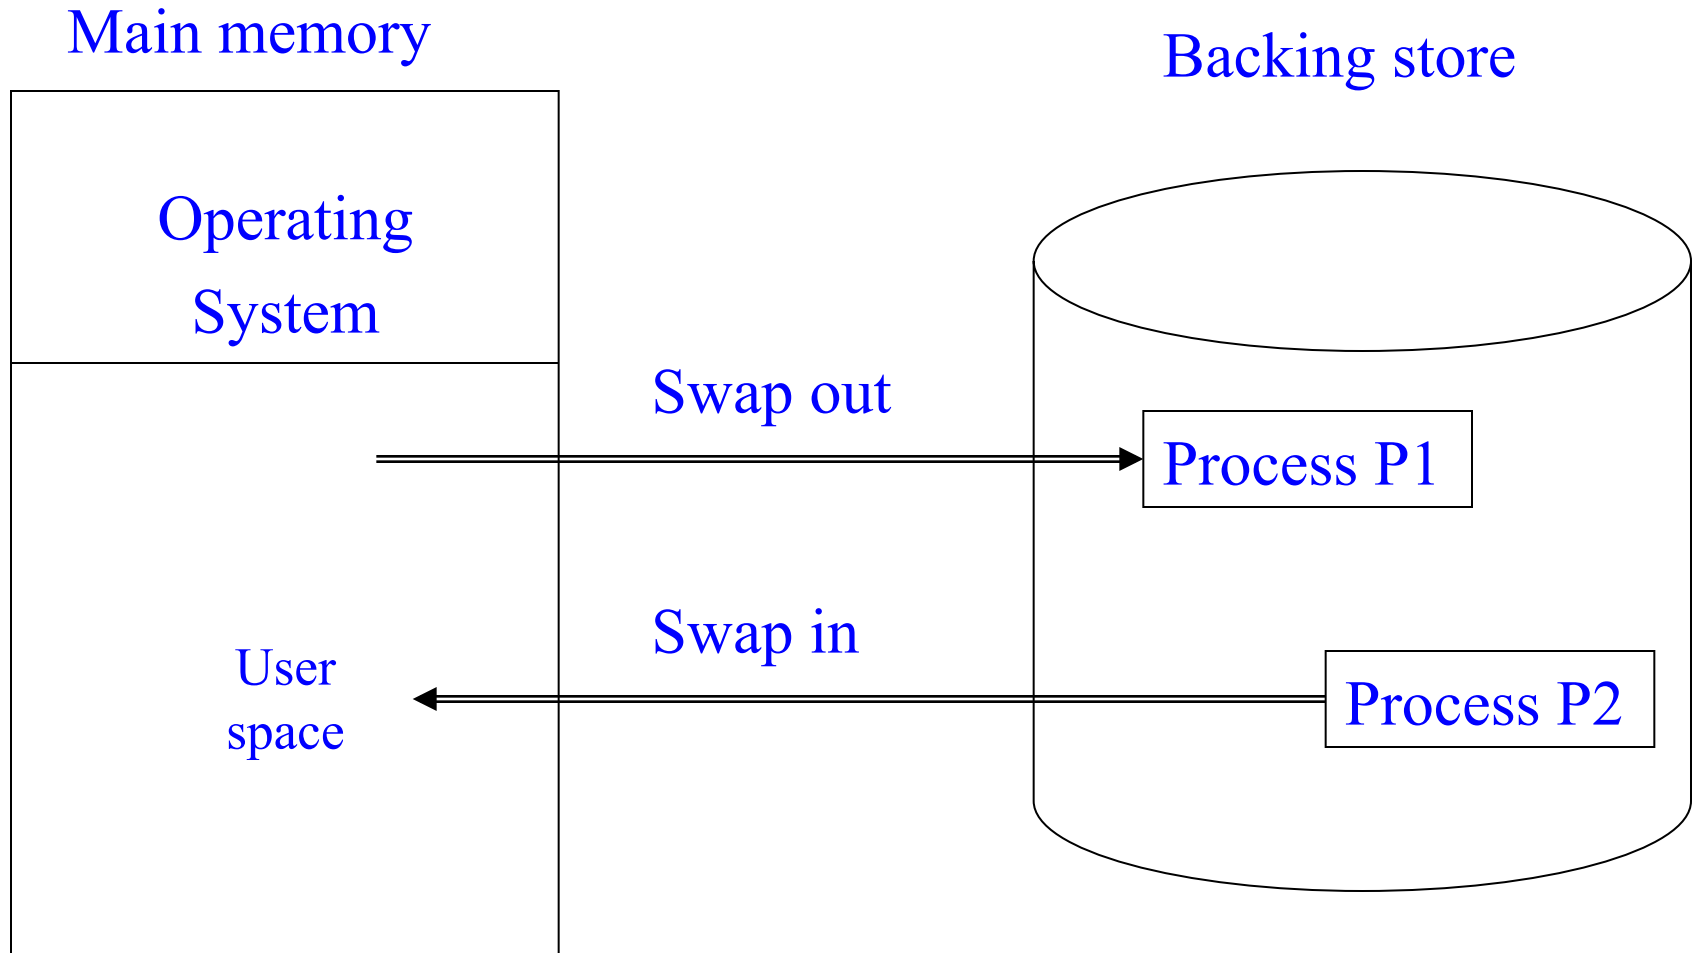 Main memory
Backing store
Operating
System
Swap out
Process P1
Swap in
User
space
Process P2